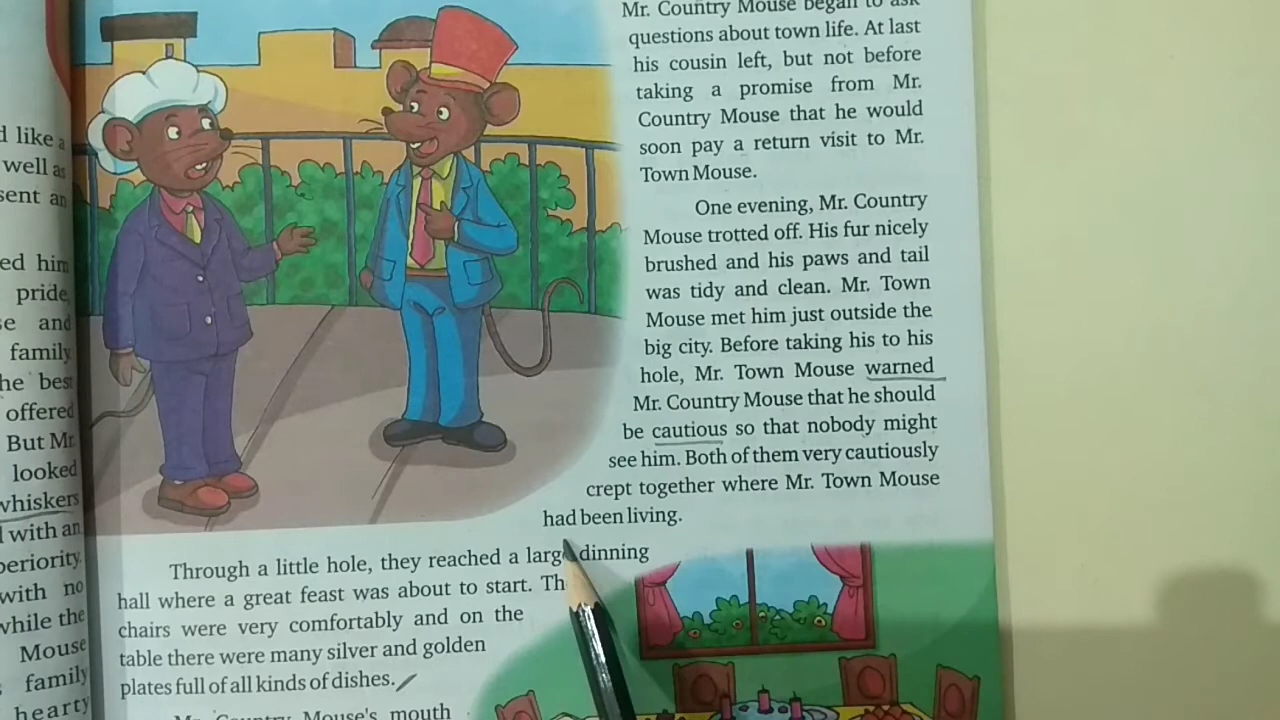 d like a
well as
sent an
ed him
pride,
se and
family
he best
offered
But Mr.
looked
whiskers
with an
periority.
with no
while the
Mouse
family
hearty
Mr. Country Mouse began to ask
questions about town life. At last
his cousin left, but not before
taking a promise from Mr.
Country Mouse that he would
soon pay a return visit to Mr.
Town Mouse.
One evening, Mr. Country
Mouse trotted off. His fur nicely
brushed and his paws and tail
was tidy and clean. Mr. Town
Mouse met him just outside the
big city. Before taking his to his
hole, Mr. Town Mouse warned
Mr. Country Mouse that he should
be cautious so that nobody might
see him. Both of them very cautiously
crept together where Mr. Town Mouse
had been living.
Through a little hole, they reached a large dinning
hall where a great feast was about to start. Th
chairs were very comfortably and on the
table there were many silver and golden
plates full of all kinds of dishes.
Mr. Country Mouse's mouth